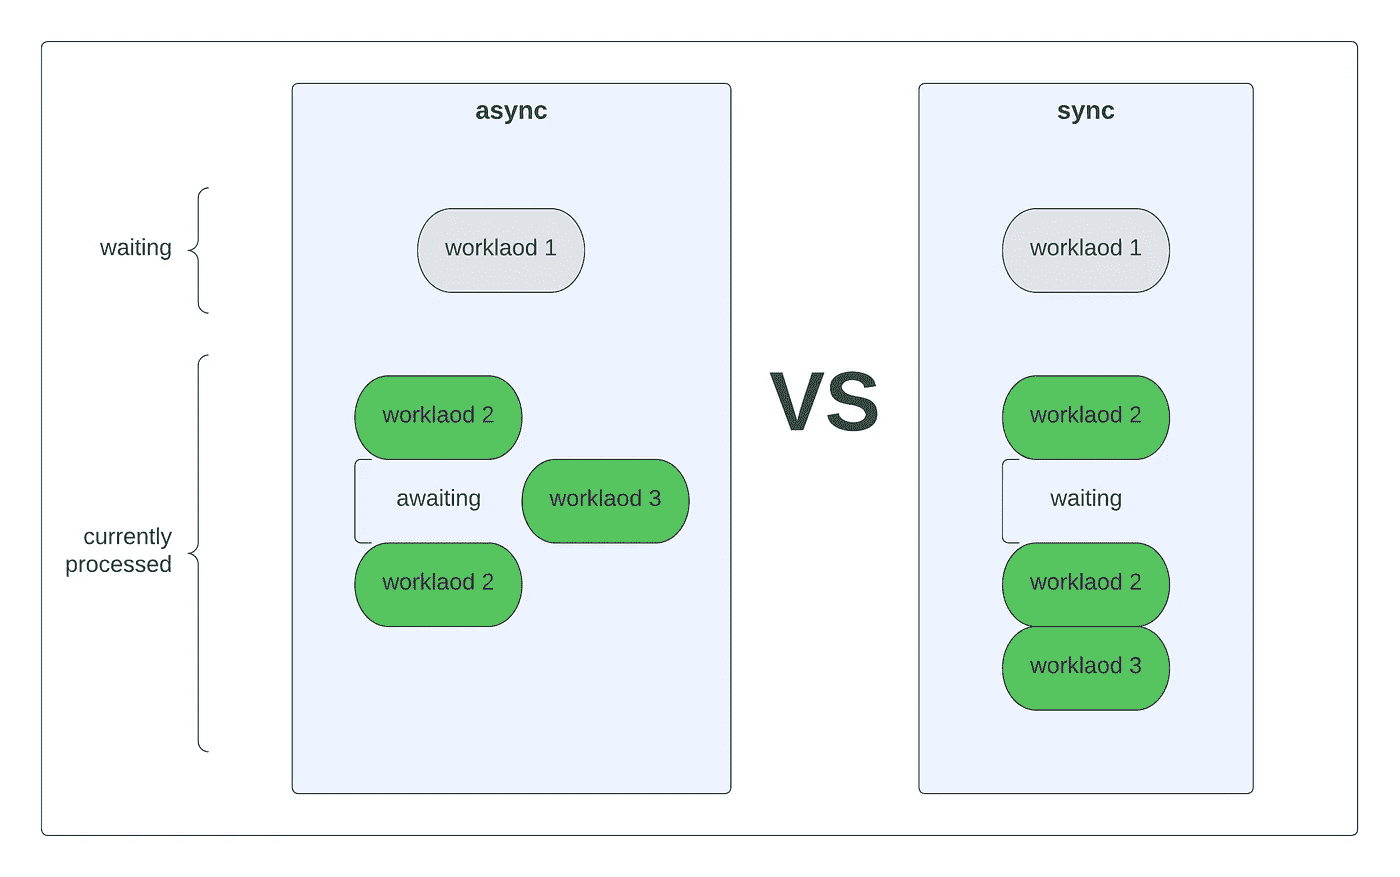 async
sync
waiting
worklaod 1
worklaod 1
VS
worklaod 2
worklaod 2
awaiting
worklaod 3
waiting
currently
processed
worklaod 2
worklaod 2
worklaod 3